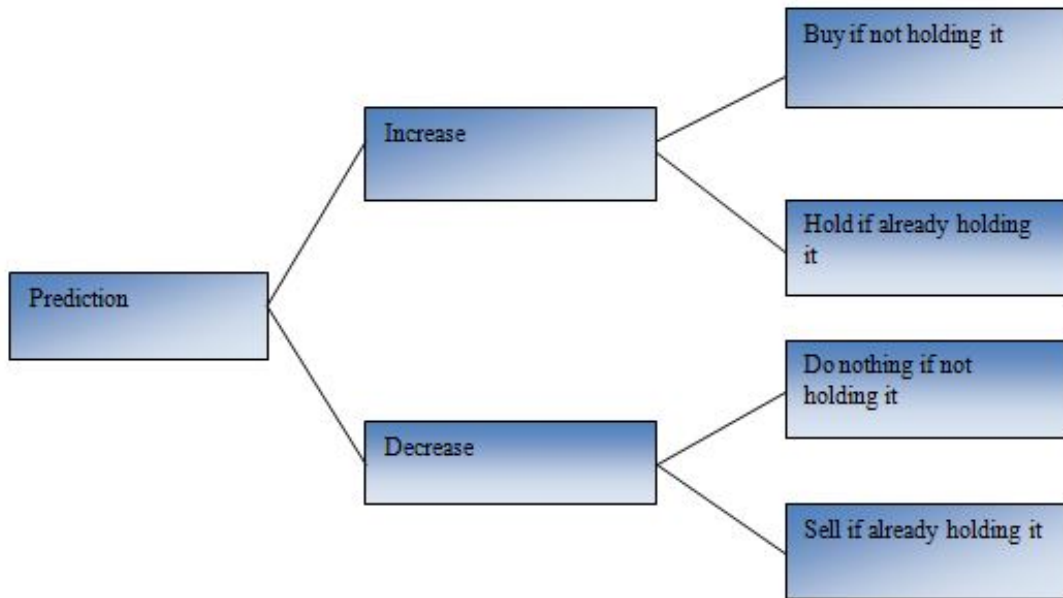 Prediction
Increase
Decrease
Buy if not holding it
Hold if already holding
it
Do nothing if not
holding it
Sell if already holding it